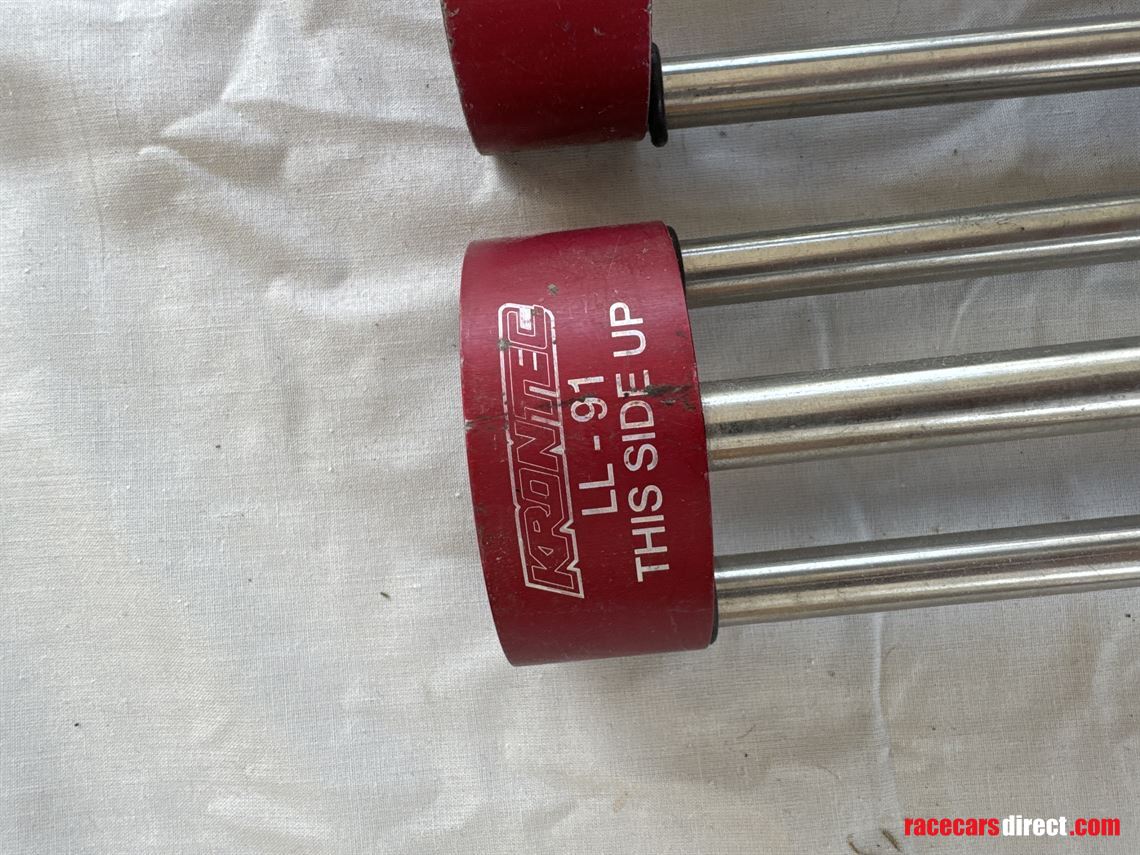 KRONTEC
LL - 91
THIS SIDE UP
racecarsdirect.com